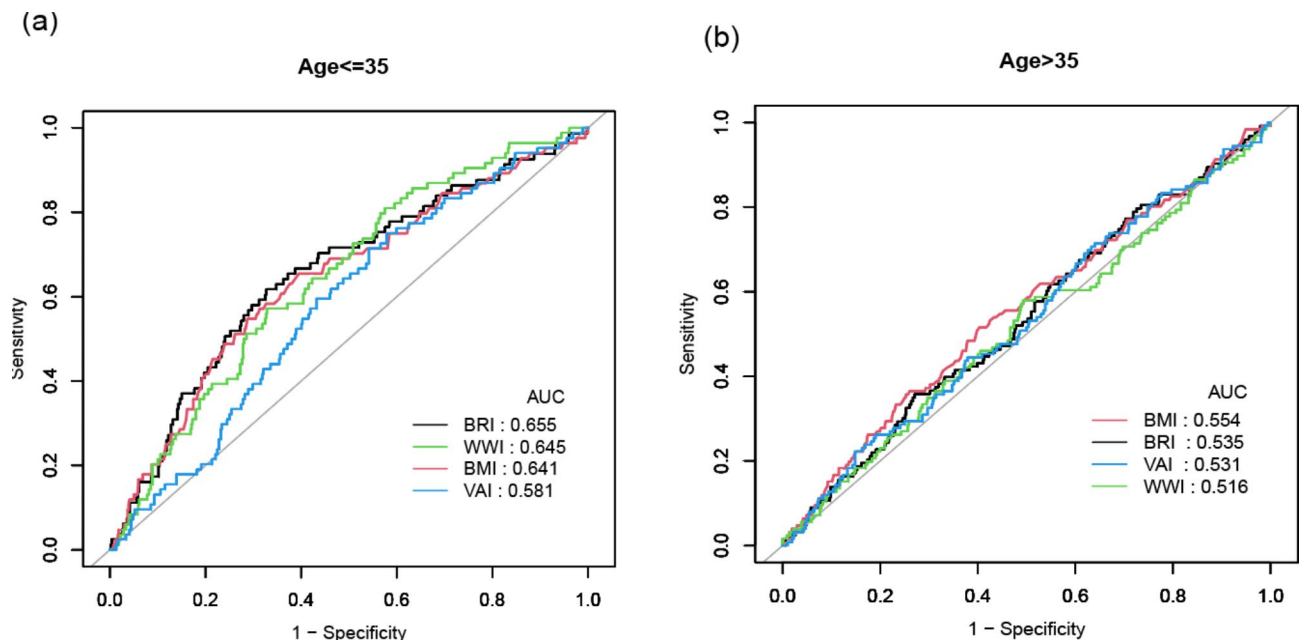 (a)
Age<=35
Sensitivity
1.0
0.8
0.6
0.4
0.2
0.0
AUC
BRI : 0.655
WWI : 0.645
BMI : 0.641
VAI : 0.581
0.0 0.2 0.4 0.6 0.8 1.0
1 − Specificity
(b)
Age>35
Sensitivity
1.0
0.8
0.6
0.4
0.2
0.0
AUC
BMI : 0.554
BRI : 0.535
VAI : 0.531
WWI : 0.516
0.0 0.2 0.4 0.6 0.8 1.0
1 − Specificity